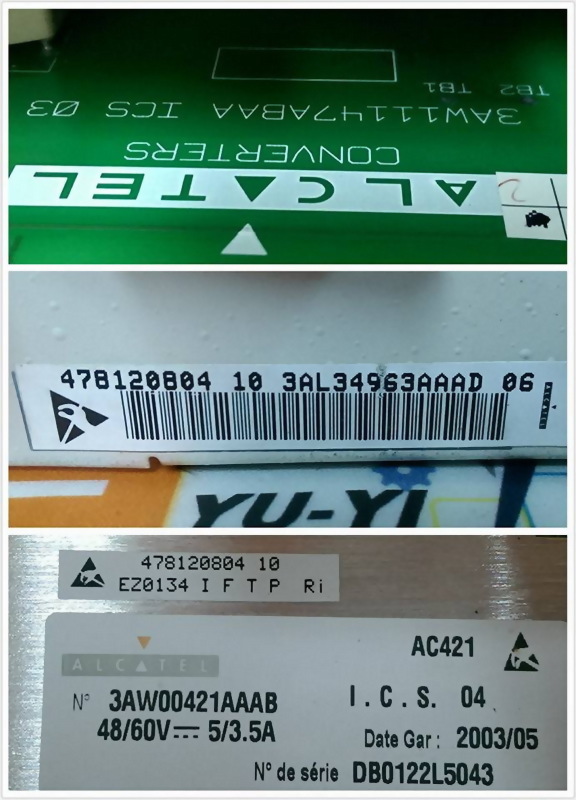 TB2 TB1
3AW11147ABAA ICS 03
CONVERTERS
ALCATEL
478120804 10 3AL34963AAAD 06
ALCATEL
YU-YI
478120804 10
EZ0134 I F T P Ri
ALCATEL
AC421
N° 3AW00421AAAB
I.C.S. 04
48/60V 5/3.5A
Date Gar: 2003/05
N° de série DB0122L5043